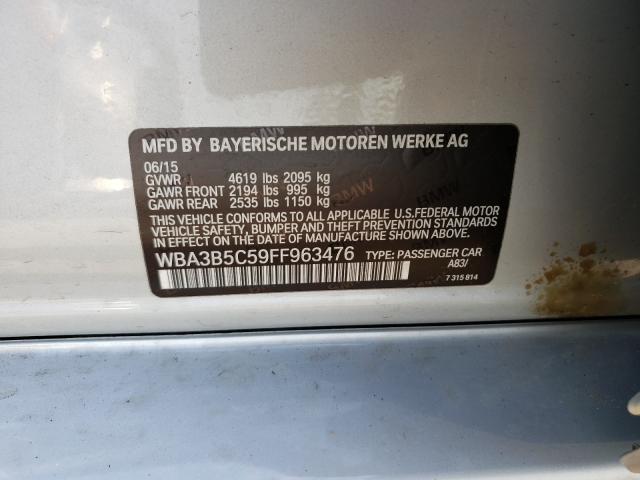 MFD BY BAYERISCHE MOTOREN WERKE AG
06/15
GVWR 4619 lbs 2095 kg
GAWR FRONT 2194 lbs 995 kg
GAWR REAR 2535 lbs 1150 kg
THIS VEHICLE CONFORMS TO ALL APPLICABLE U.S. FEDERAL MOTOR
VEHICLE SAFETY, BUMPER AND THEFT PREVENTION STANDARDS
IN EFFECT ON THE DATE OF MANUFACTURE SHOWN ABOVE.
WBA3B5C59FF963476 TYPE: PASSENGER CAR
A83/
7 315 814